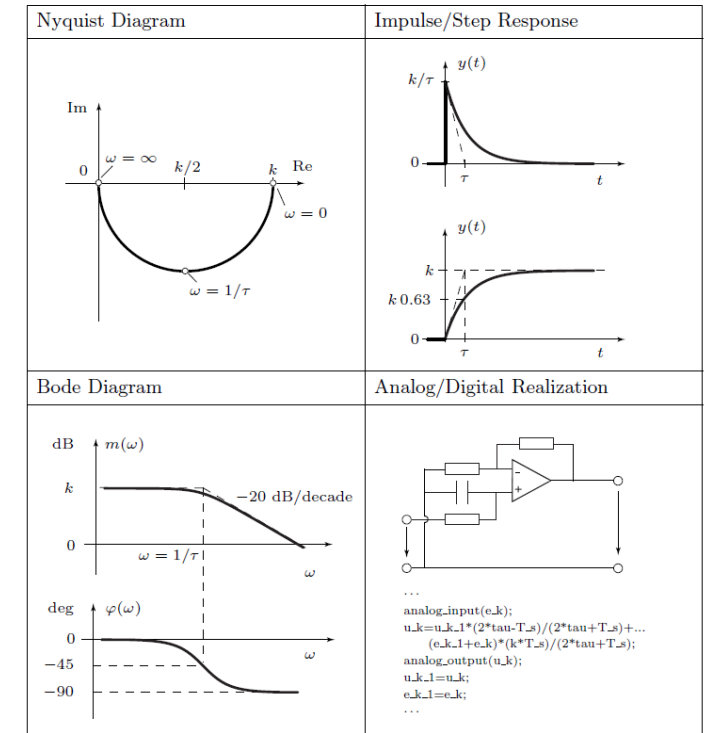 Nyquist Diagram
Im
0
ω = ∞
k/2
k
Re
ω = 0
ω = 1/τ
Impulse/Step Response
y(t)
k/τ
0
τ
t
y(t)
k
k 0.63
0
τ
t
Bode Diagram
dB
m(ω)
k
−20 dB/decade
0
ω = 1/τ
ω
deg
φ(ω)
0
ω
−45
−90
Analog/Digital Realization
-
+
...
analog_input(e_k);
u_k=u_k_1*(2*tau-T_s)/(2*tau+T_s)+...
(e_k_1+e_k)*(k*T_s)/(2*tau+T_s);
analog_output(u_k);
u_k_1=u_k;
e_k_1=e_k;
...